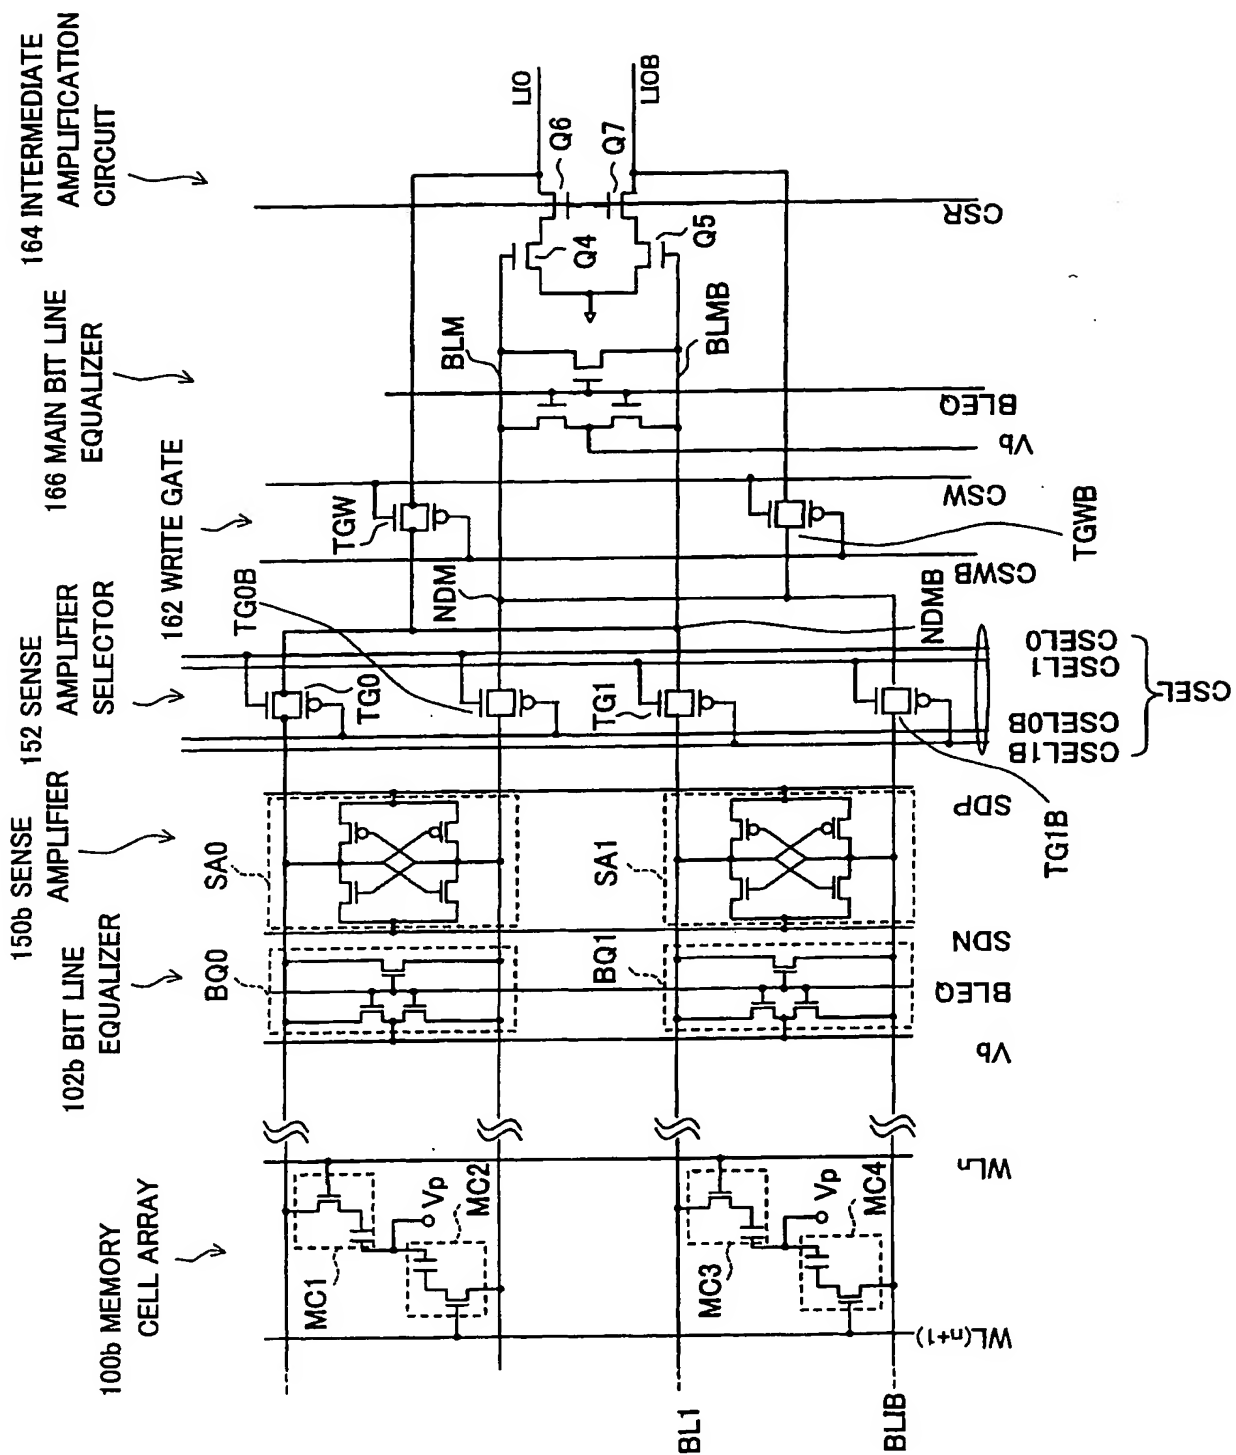 100b MEMORY
CELL ARRAY
102b BIT LINE
EQUALIZER
150b SENSE
AMPLIFIER
152 SENSE
AMPLIFIER
SELECTOR
162 WRITE GATE
166 MAIN BIT LINE
EQUALIZER
164 INTERMEDIATE
AMPLIFICATION
CIRCUIT
MC1
MC2
Vp
MC3
MC4
Vp
BQ0
BQ1
SA0
SA1
TG0
TG0B
TG1
TG1B
TGW
TGWB
NDM
NDMB
BLM
BLMB
Q4
Q5
Q6
Q7
LIO
LIOB
BL1
BLIB
WL(n+1)
WLn
Vb
BLEQ
SDN
SDP
CSEL1B
CSEL0B
CSEL1
CSEL0
CSEL
CSWB
CSW
Vb
BLEQ
CSR